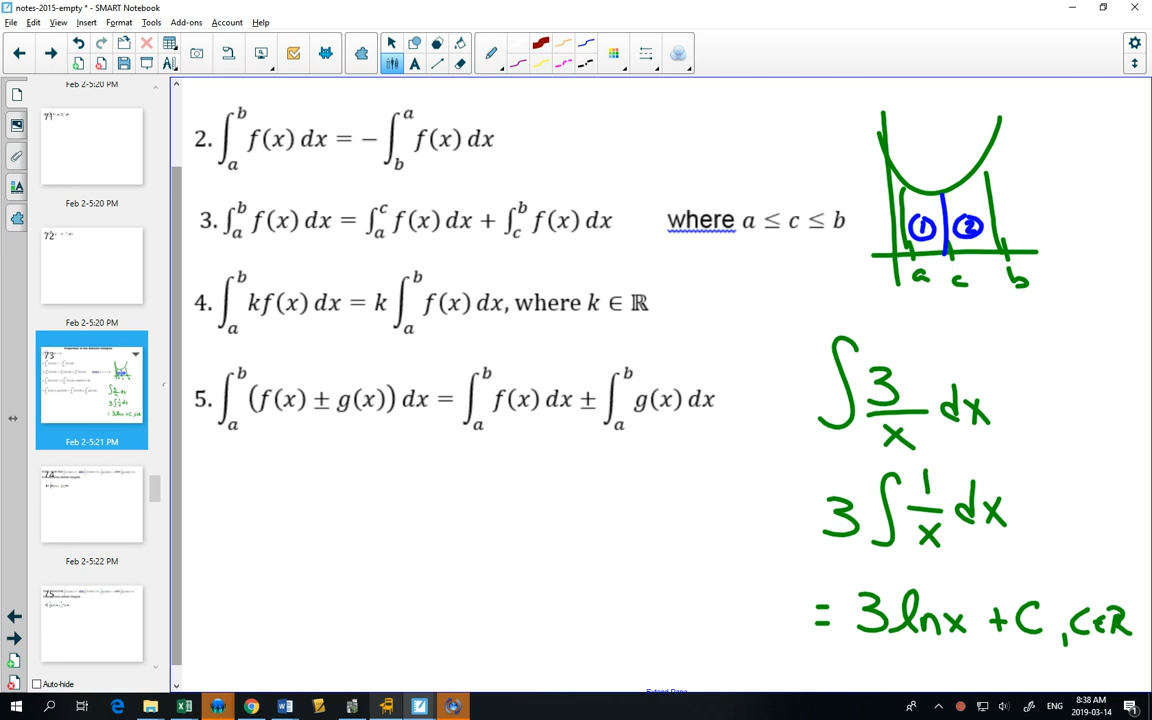 notes-2015-empty * - SMART Notebook
File Edit View Insert Format Tools Add-ons Account Help
Feb 2-5:20 PM
71
Feb 2-5:20 PM
72
Feb 2-5:20 PM
73
Feb 2-5:21 PM
74
Feb 2-5:22 PM
75
Auto-hide
2. ∫_a^b f(x) dx = − ∫_b^a f(x) dx
3. ∫_a^b f(x) dx = ∫_a^c f(x) dx + ∫_c^b f(x) dx where a ≤ c ≤ b
4. ∫_a^b kf(x) dx = k ∫_a^b f(x) dx, where k ∈ ℝ
5. ∫_a^b (f(x) ± g(x)) dx = ∫_a^b f(x) dx ± ∫_a^b g(x) dx
① ②
a c b
∫ 3/x dx
3 ∫ 1/x dx
= 3 ln x + C, C∈R
Extend Page
ENG
8:38 AM
2019-03-14